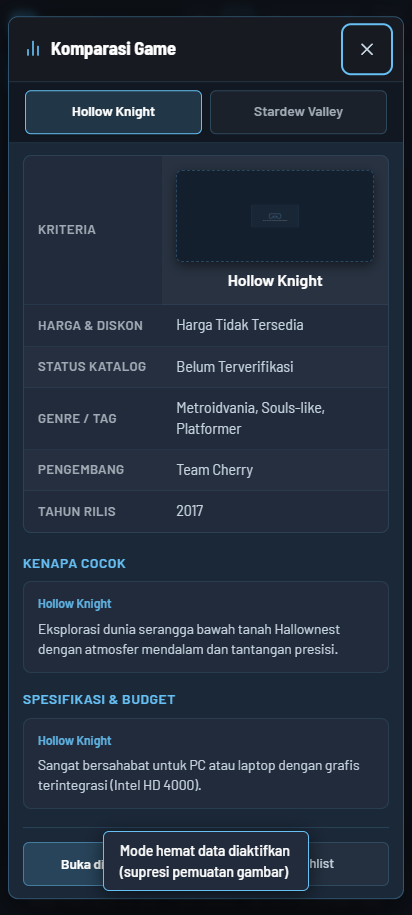 Komparasi Game
Hollow Knight
Stardew Valley
KRITERIA
Hollow Knight
HARGA & DISKON
Harga Tidak Tersedia
STATUS KATALOG
Belum Terverifikasi
GENRE / TAG
Metroidvania, Souls-like,
Platformer
PENGEMBANG
Team Cherry
TAHUN RILIS
2017
KENAPA COCOK
Hollow Knight
Eksplorasi dunia serangga bawah tanah Hallownest
dengan atmosfer mendalam dan tantangan presisi.
SPESIFIKASI & BUDGET
Hollow Knight
Sangat bersahabat untuk PC atau laptop dengan grafis
terintegrasi (Intel HD 4000).
Buka di
Mode hemat data diaktifkan
(supresi pemuatan gambar)
hlist